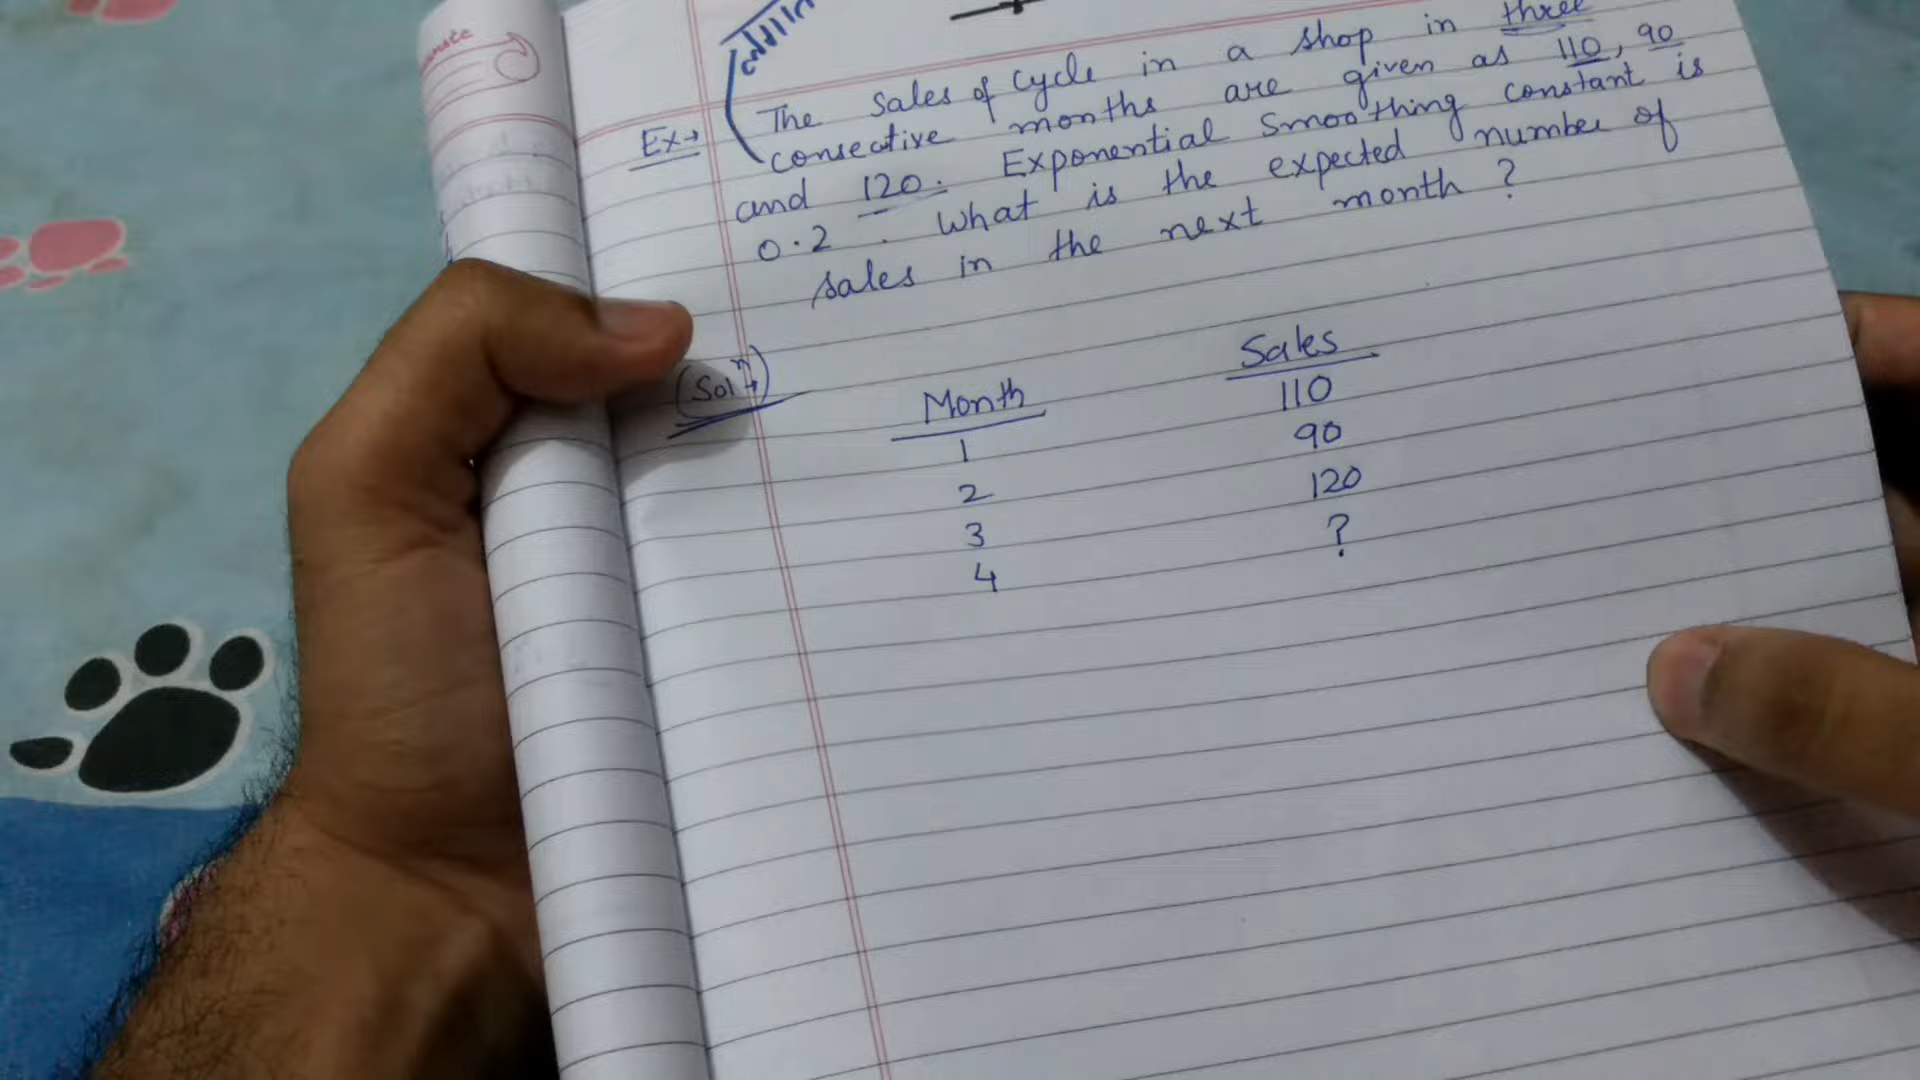 The sales of cycle in a shop in three
Ex→ consecutive months are given as 110, 90
and 120. Exponential Smoothing constant is
0.2 . What is the expected number of
sales in the next month ?
(Solⁿ→)
Month Sales
1 110
2 90
3 120
4 ?